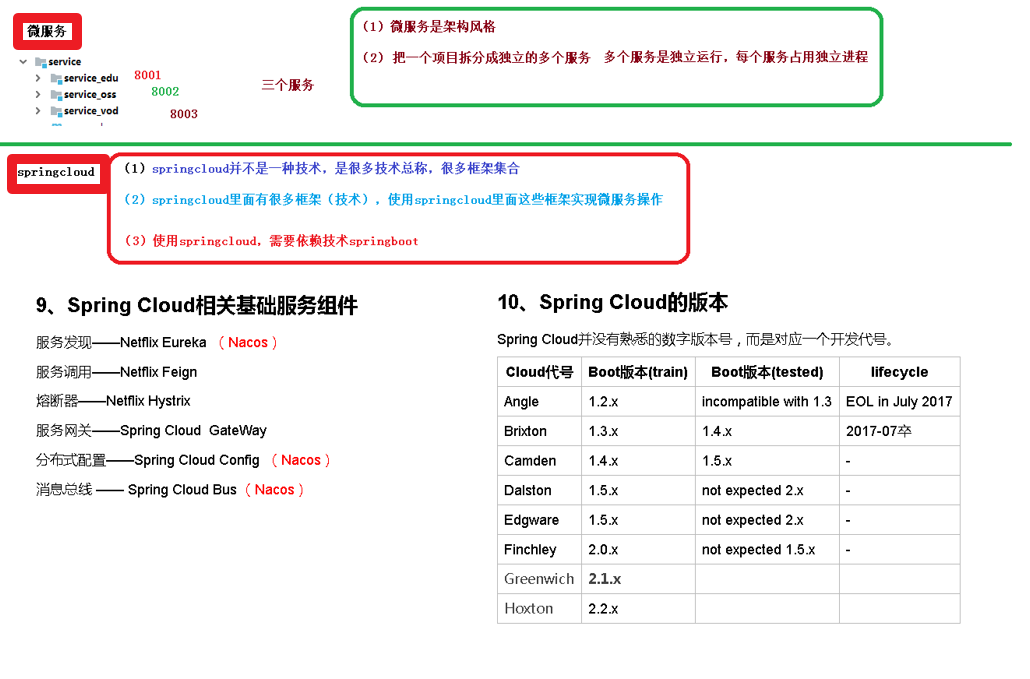 微服务
service
service_edu 8001
service_oss 8002
service_vod 8003
三个服务
（1）微服务是架构风格
（2）把一个项目拆分成独立的多个服务 多个服务是独立运行，每个服务占用独立进程
springcloud
（1）springcloud并不是一种技术，是很多技术总称，很多框架集合
（2）springcloud里面有很多框架（技术），使用springcloud里面这些框架实现微服务操作
（3）使用springcloud，需要依赖技术springboot
9、Spring Cloud相关基础服务组件
服务发现——Netflix Eureka （Nacos）
服务调用——Netflix Feign
熔断器——Netflix Hystrix
服务网关——Spring Cloud GateWay
分布式配置——Spring Cloud Config （Nacos）
消息总线 —— Spring Cloud Bus（Nacos）
10、Spring Cloud的版本
Spring Cloud并没有熟悉的数字版本号，而是对应一个开发代号。
Cloud代号 Boot版本(train) Boot版本(tested) lifecycle
Angle 1.2.x incompatible with 1.3 EOL in July 2017
Brixton 1.3.x 1.4.x 2017-07卒
Camden 1.4.x 1.5.x -
Dalston 1.5.x not expected 2.x -
Edgware 1.5.x not expected 2.x -
Finchley 2.0.x not expected 1.5.x -
Greenwich 2.1.x
Hoxton 2.2.x